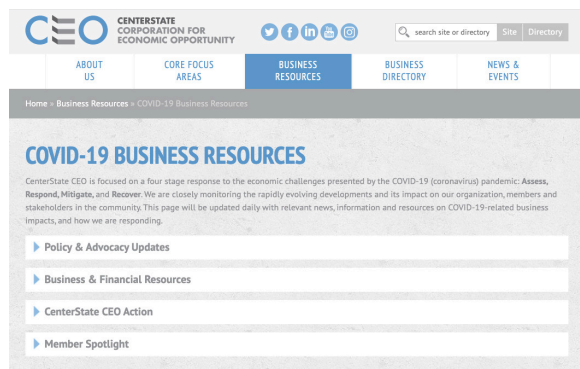 CEO
CENTERSTATE
CORPORATION FOR
ECONOMIC OPPORTUNITY
You
Tube
search site or directory
Site
Directory
ABOUT
US
CORE FOCUS
AREAS
BUSINESS
RESOURCES
BUSINESS
DIRECTORY
NEWS &
EVENTS
Home » Business Resources » COVID-19 Business Resources
COVID-19 BUSINESS RESOURCES
CenterState CEO is focused on a four stage response to the economic challenges presented by the COVID-19 (coronavirus) pandemic: Assess,
Respond, Mitigate, and Recover. We are closely monitoring the rapidly evolving developments and its impact on our organization, members and
stakeholders in the community. This page will be updated daily with relevant news, information and resources on COVID-19-related business
impacts, and how we are responding.
Policy & Advocacy Updates
Business & Financial Resources
CenterState CEO Action
Member Spotlight